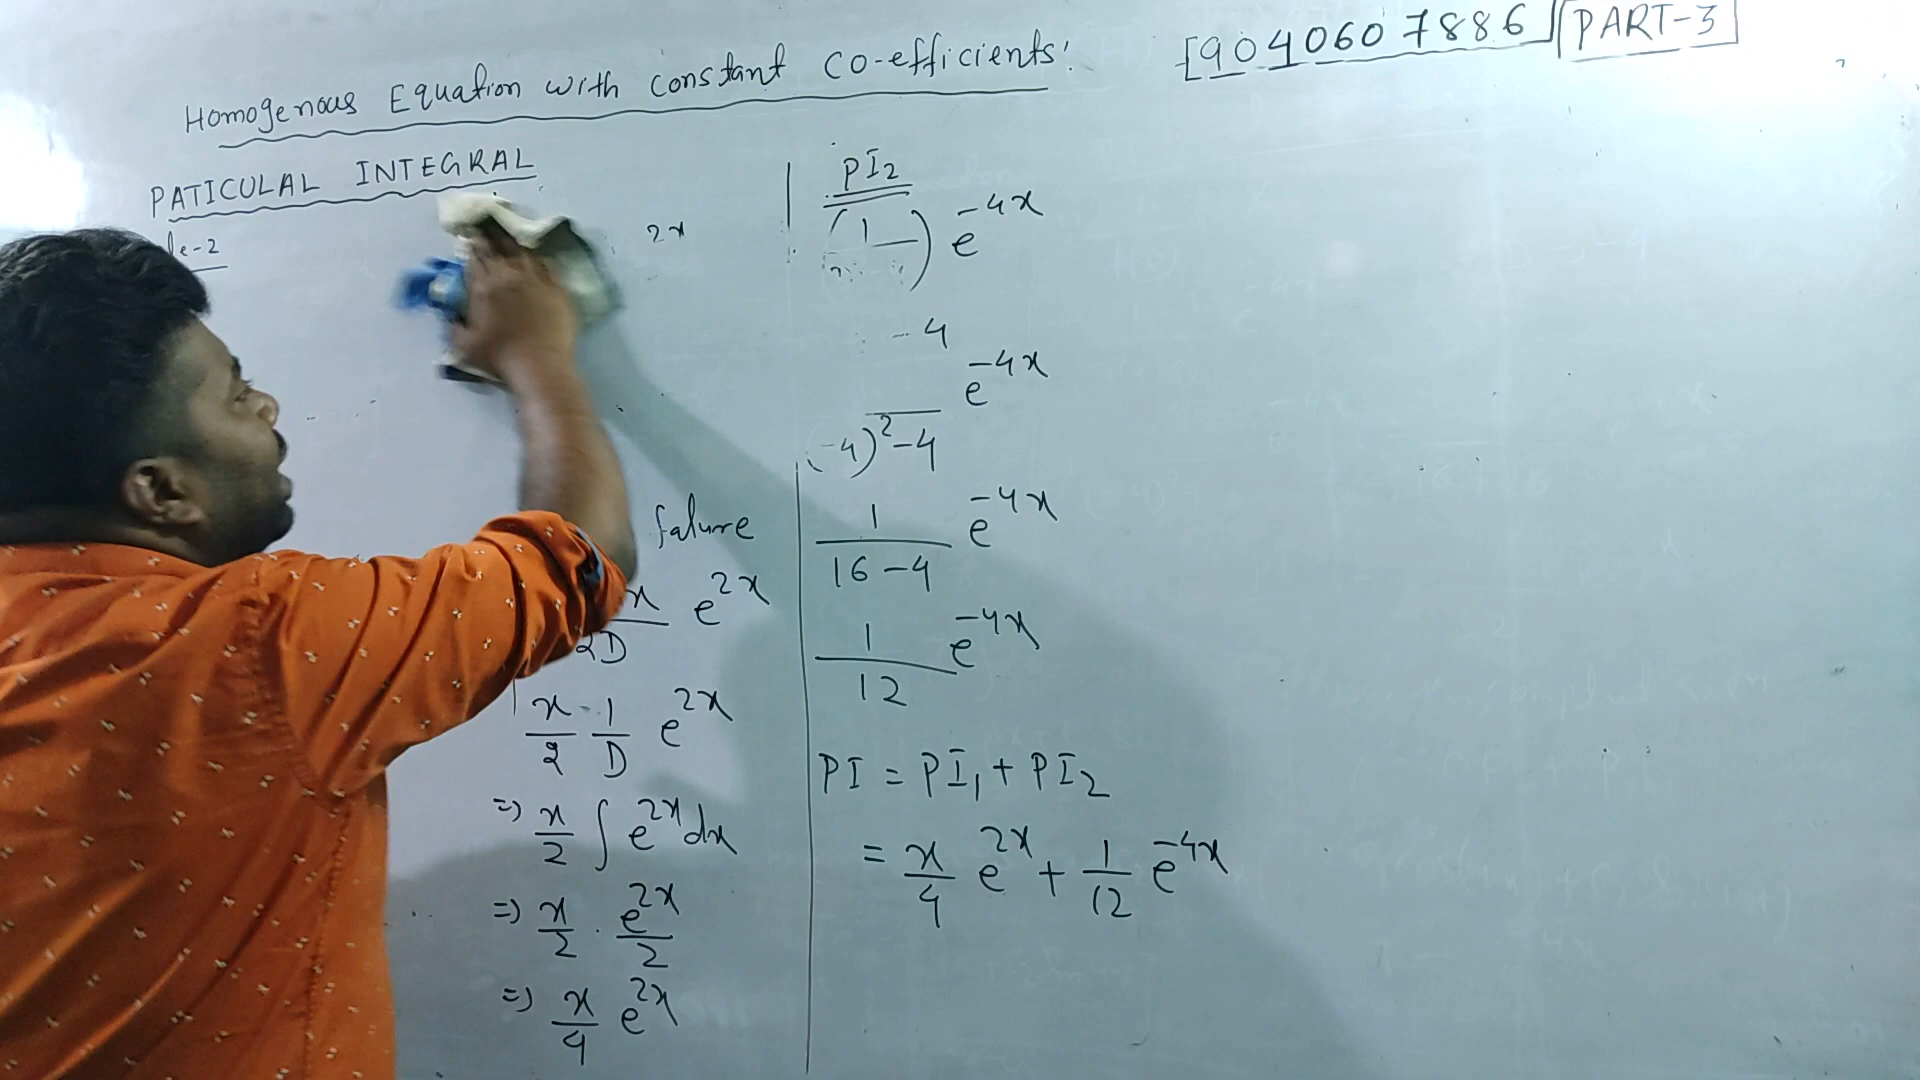 Homogenous Equation with constant co-efficients:
[9040607886] [PART-3]
PATICULAL INTEGRAL
le-2
2x
falure
x e^2x
2D
x/2 · 1/D e^2x
=) x/2 ∫ e^2x dx
=) x/2 · e^2x/2
=) x/4 e^2x
PI₂
(1/ ) e^-4x
-4
e^-4x
-4)²-4
1/16-4 e^-4x
1/12 e^-4x
PI = PI₁ + PI₂
= x/4 e^2x + 1/12 e^-4x